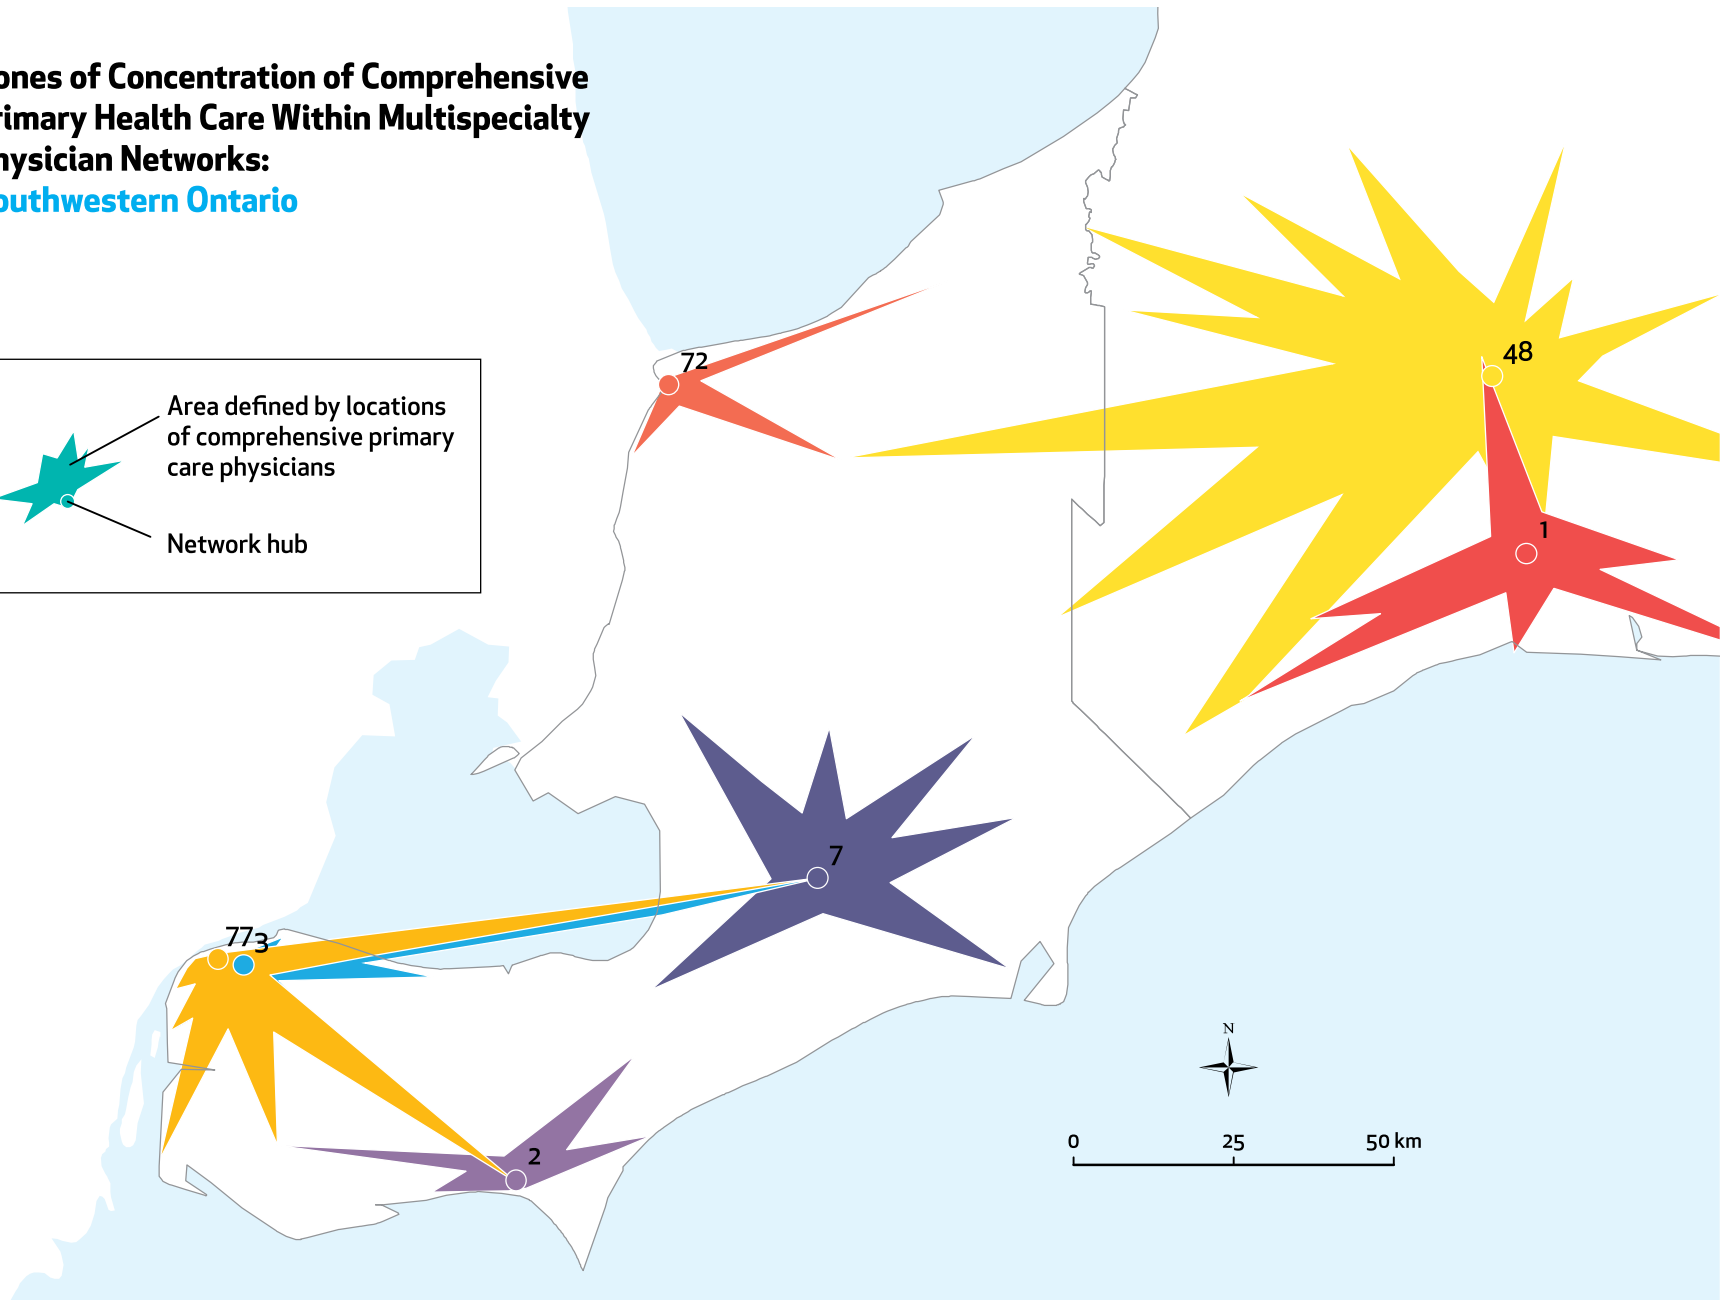 ones of Concentration of Comprehensive
rimary Health Care Within Multispecialty
hysician Networks:
outhwestern Ontario
Area defined by locations
of comprehensive primary
care physicians
Network hub
72
48
1
7
77
3
2
N
0 25 50 km